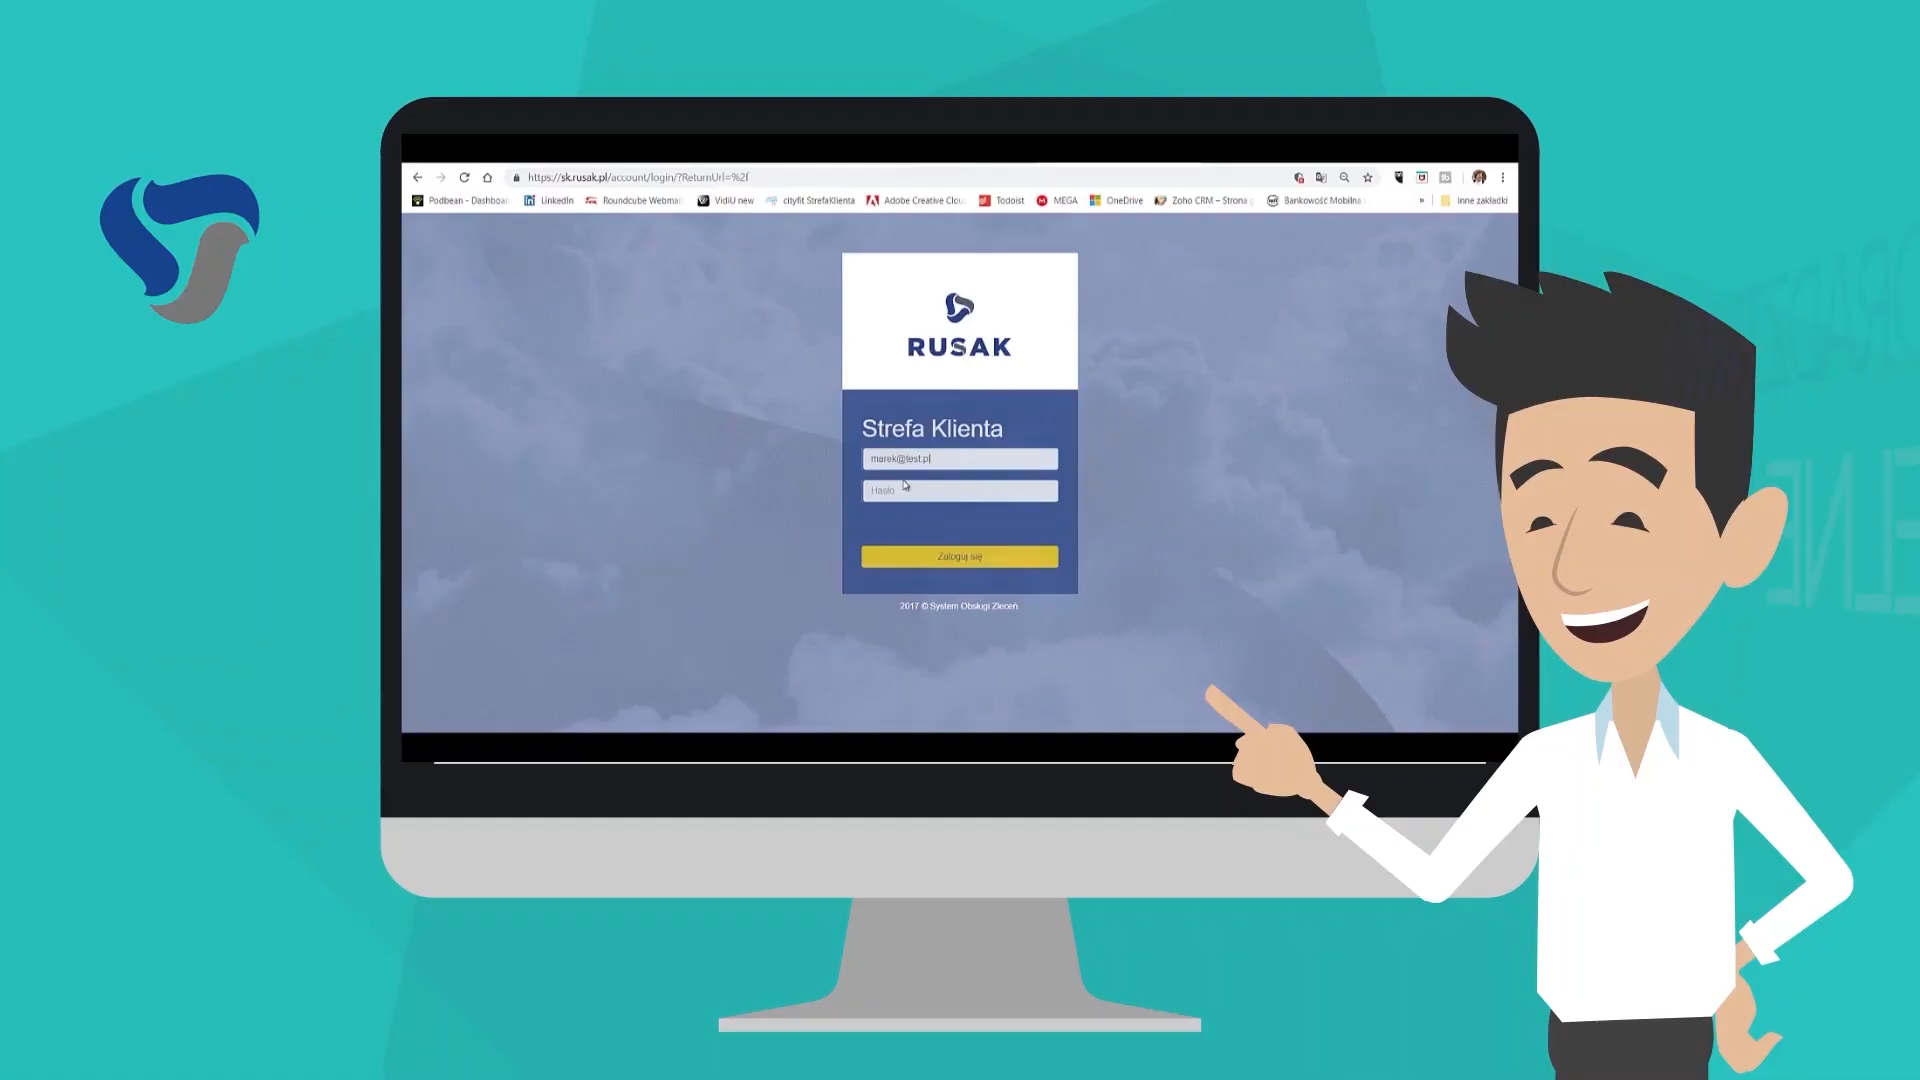 https://sk.rusak.pl/account/login/?ReturnUrl=%2f
Podbean - Dashboar LinkedIn Roundcube Webmai VidiU new cityfit StrefaKlienta Adobe Creative Clou Todoist MEGA OneDrive Zoho CRM – Strona g Bankowość Mobilna » Inne zakładki
RUSAK
Strefa Klienta
marek@test.pl
Hasło
Zaloguj się
2017 © System Obsługi Zleceń